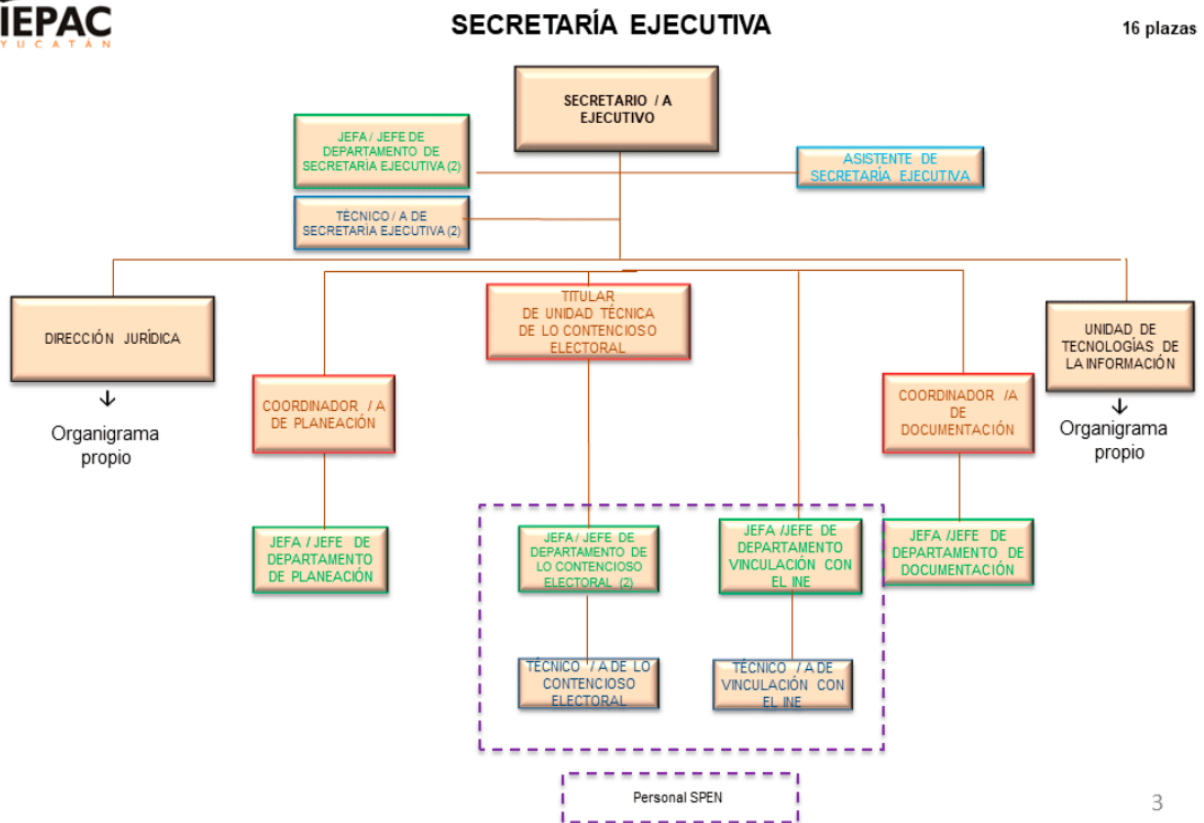 IEPAC
YUCATÁN
SECRETARÍA EJECUTIVA
16 plazas
SECRETARIO / A
EJECUTIVO
JEFA / JEFE DE
DEPARTAMENTO DE
SECRETARÍA EJECUTIVA (2)
ASISTENTE DE
SECRETARÍA EJECUTIVA
TÉCNICO / A DE
SECRETARÍA EJECUTIVA (2)
DIRECCIÓN JURÍDICA
Organigrama
propio
TITULAR
DE UNIDAD TÉCNICA
DE LO CONTENCIOSO
ELECTORAL
UNIDAD DE
TECNOLOGÍAS DE
LA INFORMACIÓN
Organigrama
propio
COORDINADOR / A
DE PLANEACIÓN
COORDINADOR /A
DE
DOCUMENTACIÓN
JEFA / JEFE DE
DEPARTAMENTO
DE PLANEACIÓN
JEFA / JEFE DE
DEPARTAMENTO DE
LO CONTENCIOSO
ELECTORAL (2)
JEFA /JEFE DE
DEPARTAMENTO
VINCULACIÓN CON
EL INE
JEFA /JEFE DE
DEPARTAMENTO DE
DOCUMENTACIÓN
TÉCNICO / A DE LO
CONTENCIOSO
ELECTORAL
TÉCNICO / A DE
VINCULACIÓN CON
EL INE
Personal SPEN
3